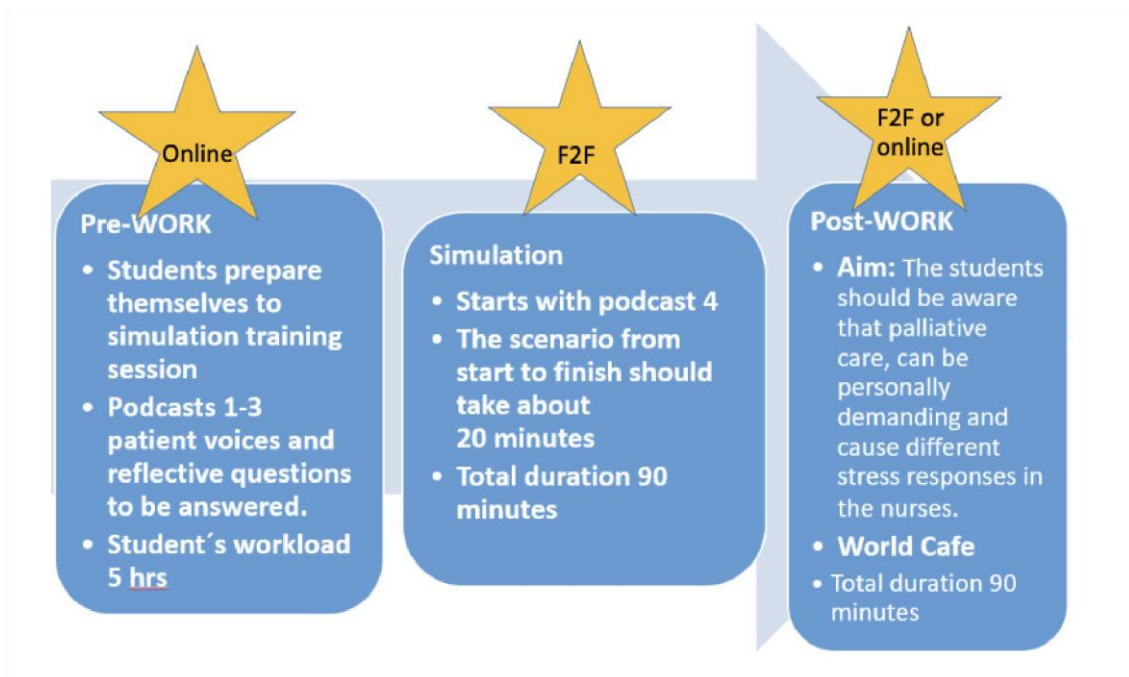 Online
Pre-WORK
• Students prepare
themselves to
simulation training
session
• Podcasts 1-3
patient voices and
reflective questions
to be answered.
• Student´s workload
5 hrs
F2F
Simulation
• Starts with podcast 4
• The scenario from
start to finish should
take about
20 minutes
• Total duration 90
minutes
F2F or
online
Post-WORK
• Aim: The students
should be aware
that palliative
care, can be
personally
demanding and
cause different
stress responses in
the nurses.
• World Cafe
• Total duration 90
minutes